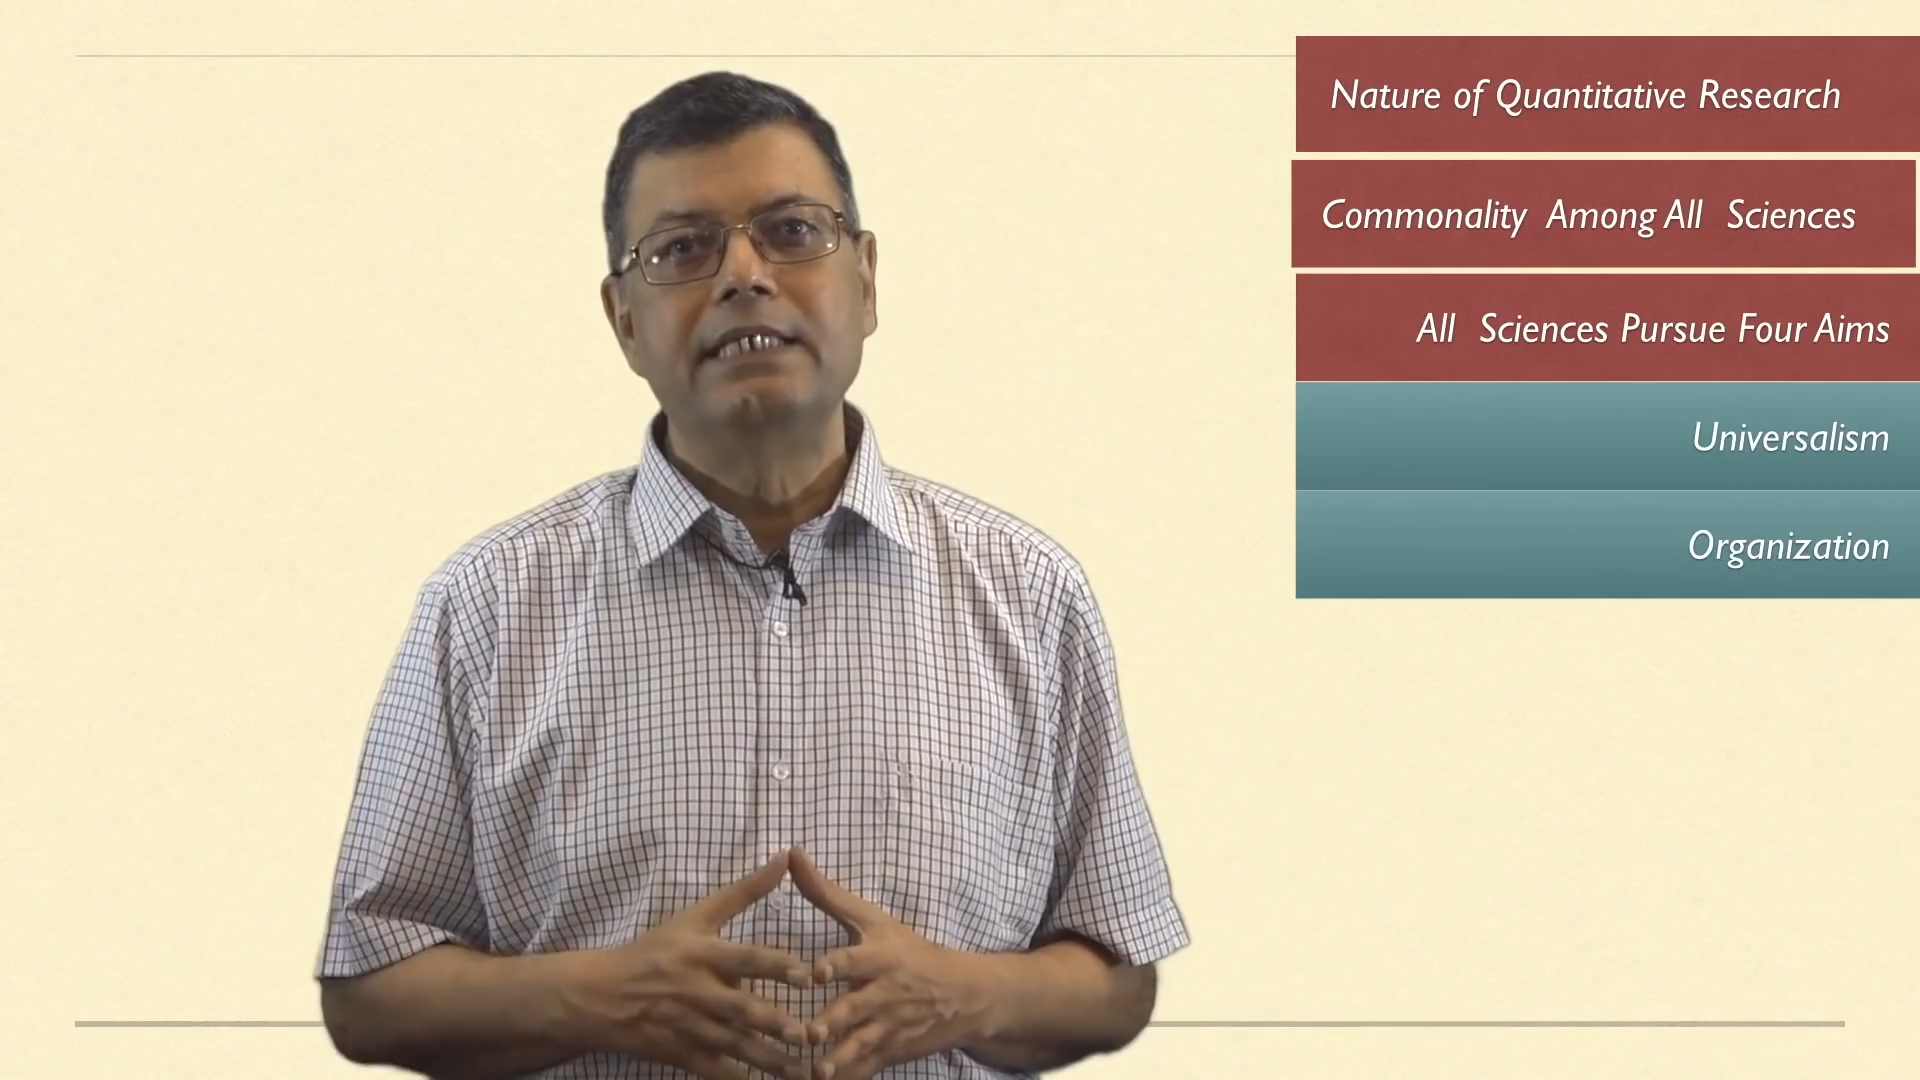 Nature of Quantitative Research
Commonality Among All Sciences
All Sciences Pursue Four Aims
Universalism
Organization